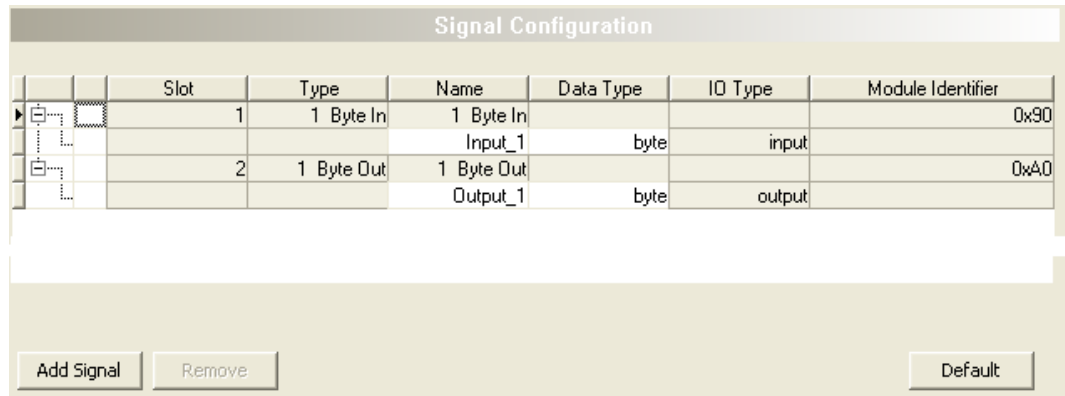 Signal Configuration
Slot Type Name Data Type IO Type Module Identifier
1 1 Byte In 1 Byte In 0x90
Input_1 byte input
2 1 Byte Out 1 Byte Out 0xA0
Output_1 byte output
Add Signal Remove Default